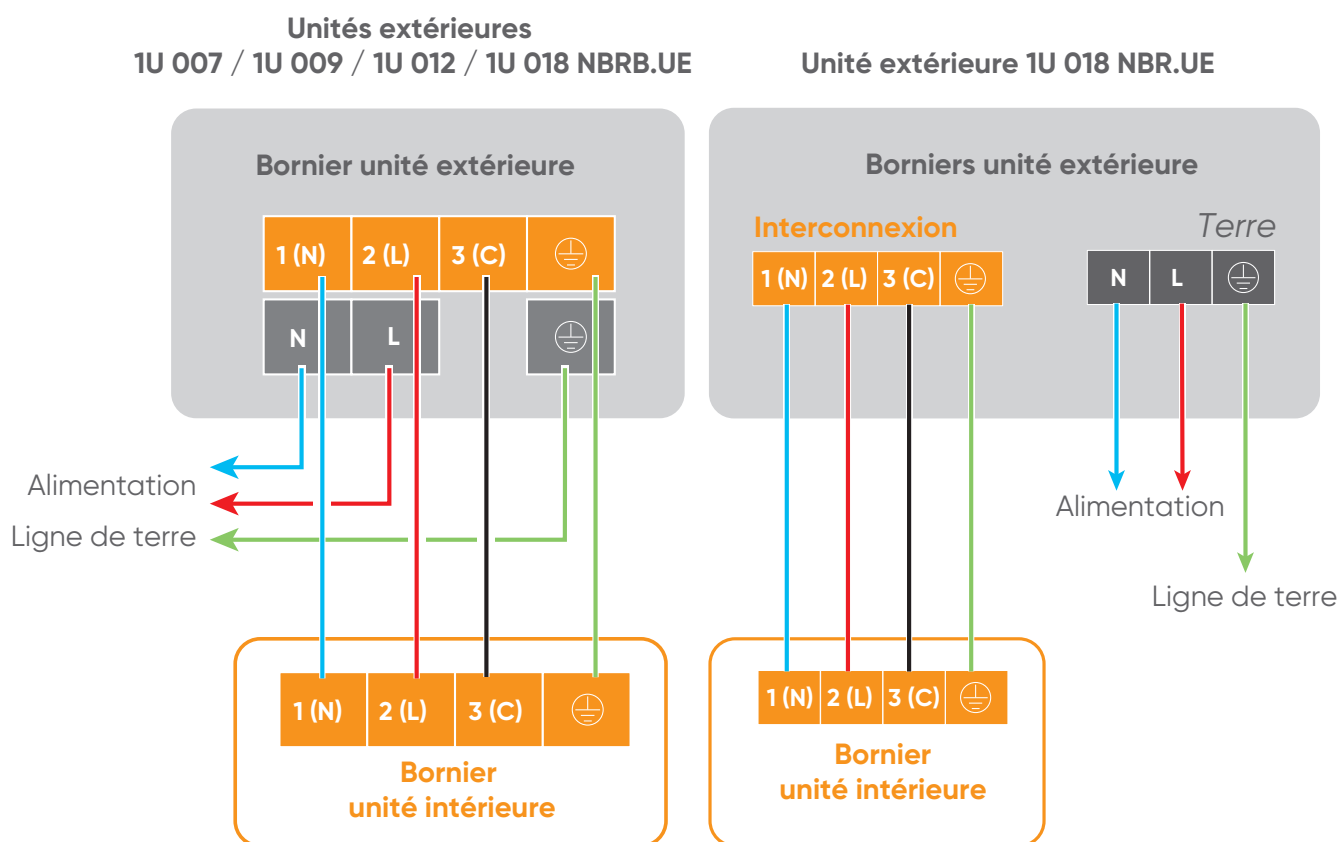 Unités extérieures
1U 007 / 1U 009 / 1U 012 / 1U 018 NBRB.UE
Bornier unité extérieure
1 (N) 2 (L) 3 (C)
N L
Alimentation
Ligne de terre
1 (N) 2 (L) 3 (C)
Bornier
unité intérieure
Unité extérieure 1U 018 NBR.UE
Borniers unité extérieure
Interconnexion
1 (N) 2 (L) 3 (C)
Terre
N L
Alimentation
Ligne de terre
1 (N) 2 (L) 3 (C)
Bornier
unité intérieure